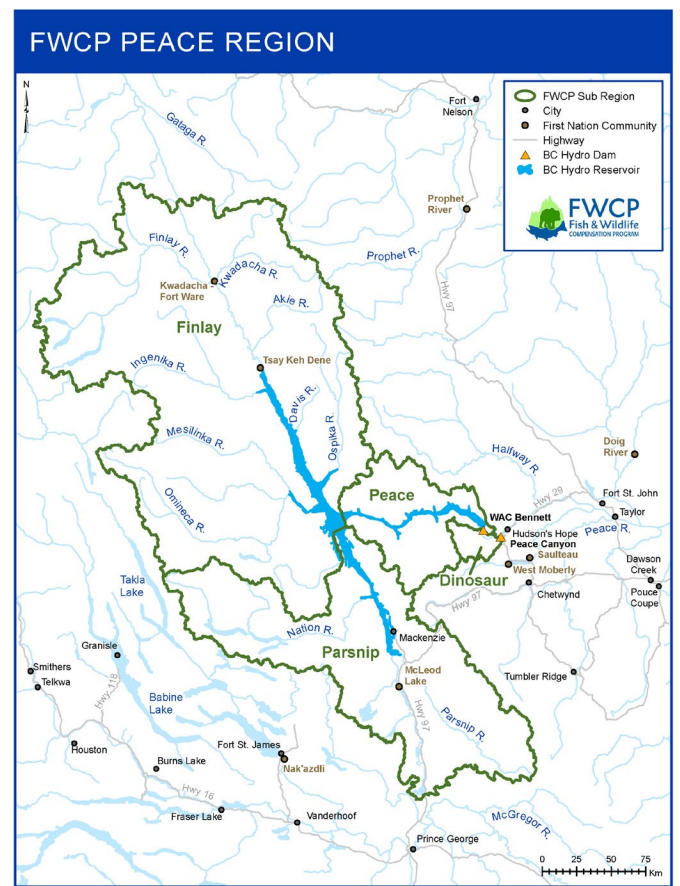 FWCP PEACE REGION
N
FWCP Sub Region
City
First Nation Community
Highway
BC Hydro Dam
BC Hydro Reservoir
FWCP
Fish & Wildlife
COMPENSATION PROGRAM
Fort
Nelson
Gataga R.
Prophet
River
Finlay R.
Kwadacha R.
Prophet R.
Kwadacha -
Fort Ware
Akie R.
Hwy 97
Finlay
Tsay Keh Dene
Ingenika R.
Davis R.
Ospika R.
Mesilinka R.
Halfway R.
Doig
River
Omineca R.
Peace
Hwy 29
Fort St. John
WAC Bennett
Taylor
Hudson's Hope
Peace R.
Peace Canyon
Saulteau
West Moberly
Dawson
Creek
Dinosaur
Takla
Lake
Chetwynd
Pouce
Coupe
Hwy 97
Nation R.
Mackenzie
Granisle
Parsnip
Smithers
McLeod
Lake
Tumbler Ridge
Telkwa
Hwy 118
Babine
Lake
Parsnip R.
Hwy 97
Houston
Fort St. James
Burns Lake
Nak'azdli
Hwy 16
Fraser Lake
Vanderhoof
McGregor R.
Prince George
0 25 50 75
Km